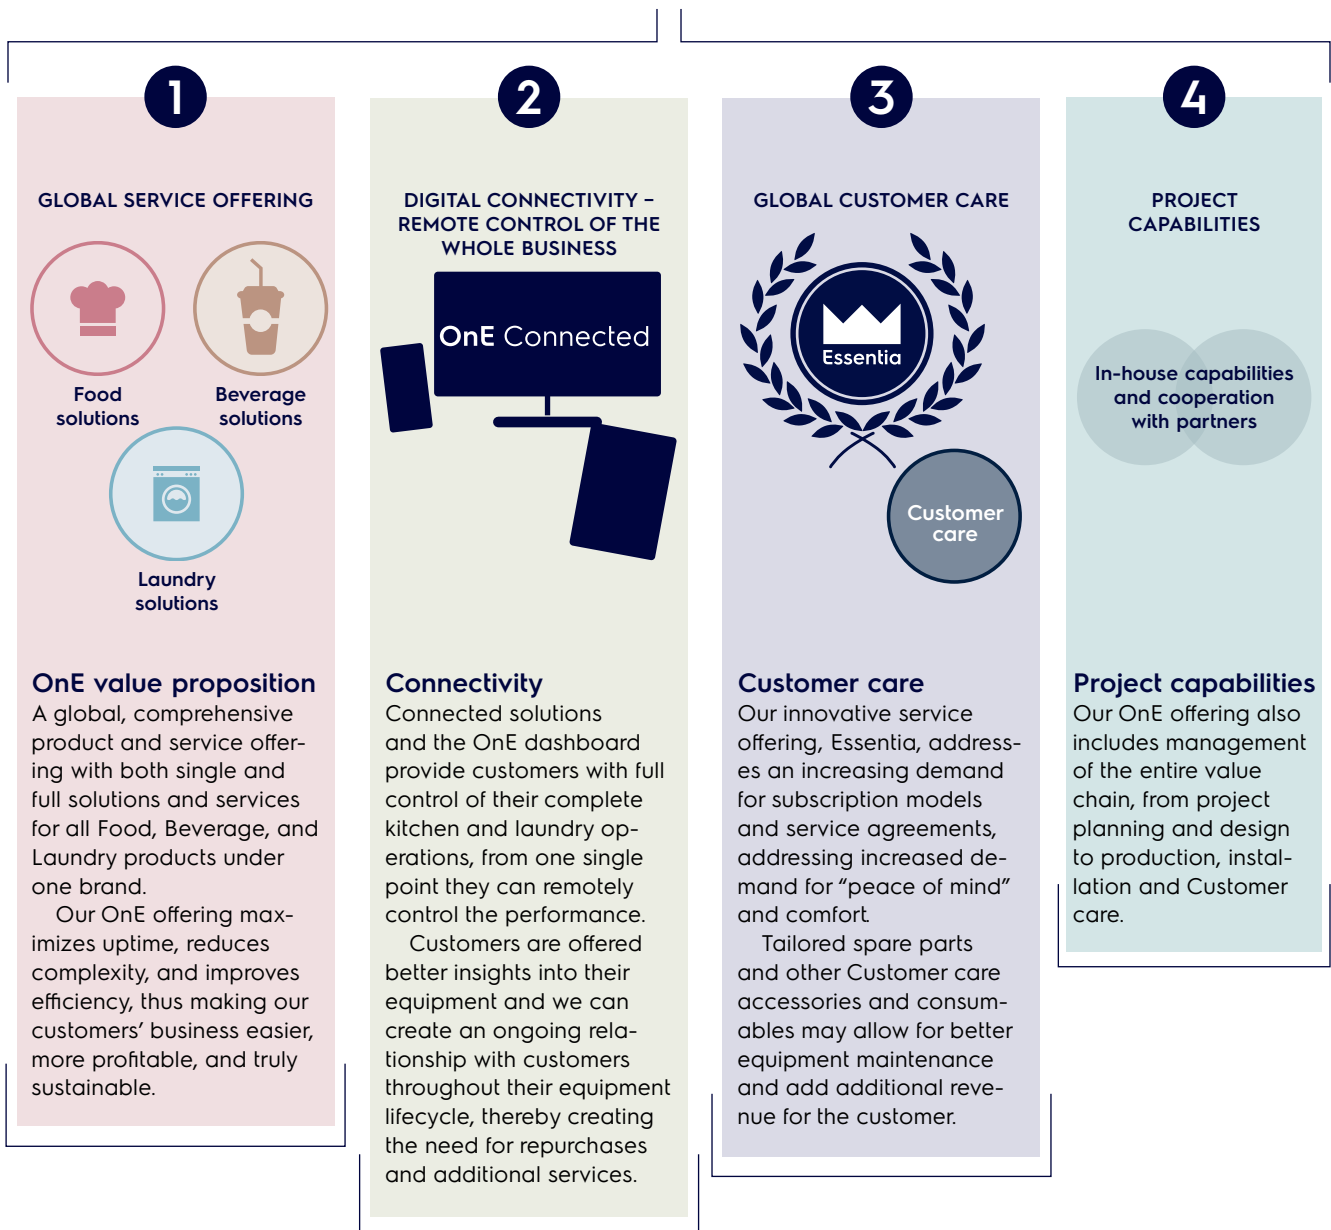 1
GLOBAL SERVICE OFFERING
Food
solutions
Beverage
solutions
Laundry
solutions
OnE value proposition
A global, comprehensive
product and service offer-
ing with both single and
full solutions and services
for all Food, Beverage, and
Laundry products under
one brand.
Our OnE offering max-
imizes uptime, reduces
complexity, and improves
efficiency, thus making our
customers’ business easier,
more profitable, and truly
sustainable.
2
DIGITAL CONNECTIVITY –
REMOTE CONTROL OF THE
WHOLE BUSINESS
OnE Connected
Connectivity
Connected solutions
and the OnE dashboard
provide customers with full
control of their complete
kitchen and laundry op-
erations, from one single
point they can remotely
control the performance.
Customers are offered
better insights into their
equipment and we can
create an ongoing rela-
tionship with customers
throughout their equipment
lifecycle, thereby creating
the need for repurchases
and additional services.
3
GLOBAL CUSTOMER CARE
Essentia
Customer
care
Customer care
Our innovative service
offering, Essentia, address-
es an increasing demand
for subscription models
and service agreements,
addressing increased de-
mand for “peace of mind”
and comfort.
Tailored spare parts
and other Customer care
accessories and consum-
ables may allow for better
equipment maintenance
and add additional reve-
nue for the customer.
4
PROJECT
CAPABILITIES
In-house capabilities
and cooperation
with partners
Project capabilities
Our OnE offering also
includes management
of the entire value
chain, from project
planning and design
to production, instal-
lation and Customer
care.